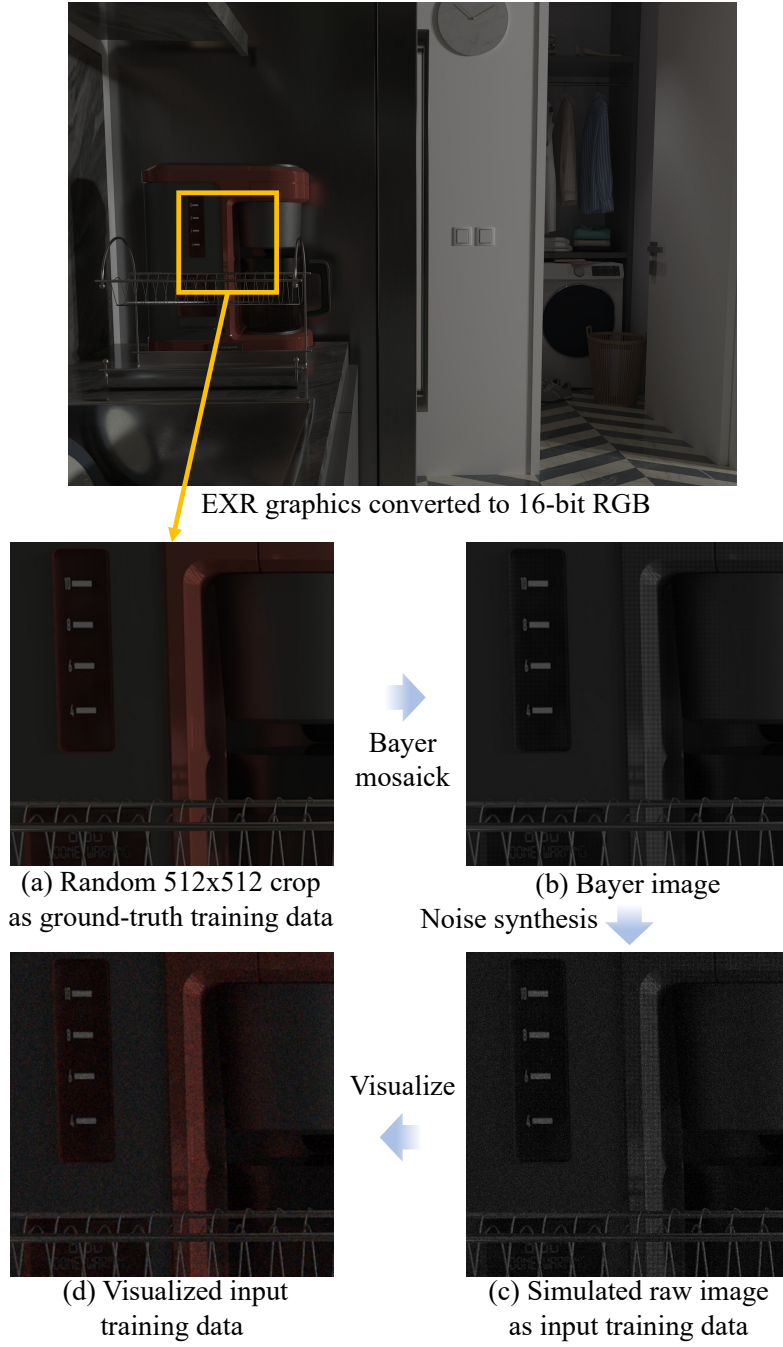 EXR graphics converted to 16-bit RGB
Bayer
mosaick
(a) Random 512x512 crop
as ground-truth training data
(b) Bayer image
Noise synthesis
Visualize
(d) Visualized input
training data
(c) Simulated raw image
as input training data